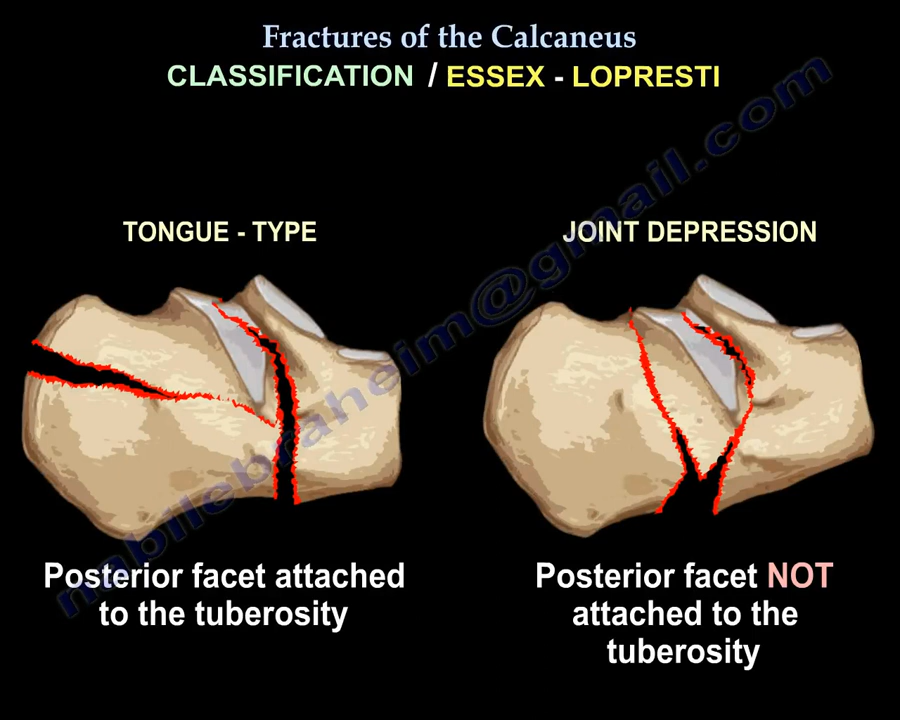 Fractures of the Calcaneus
CLASSIFICATION / ESSEX - LOPRESTI
TONGUE - TYPE
JOINT DEPRESSION
nabilebraheim@gmail.com
Posterior facet attached
to the tuberosity
Posterior facet NOT
attached to the
tuberosity